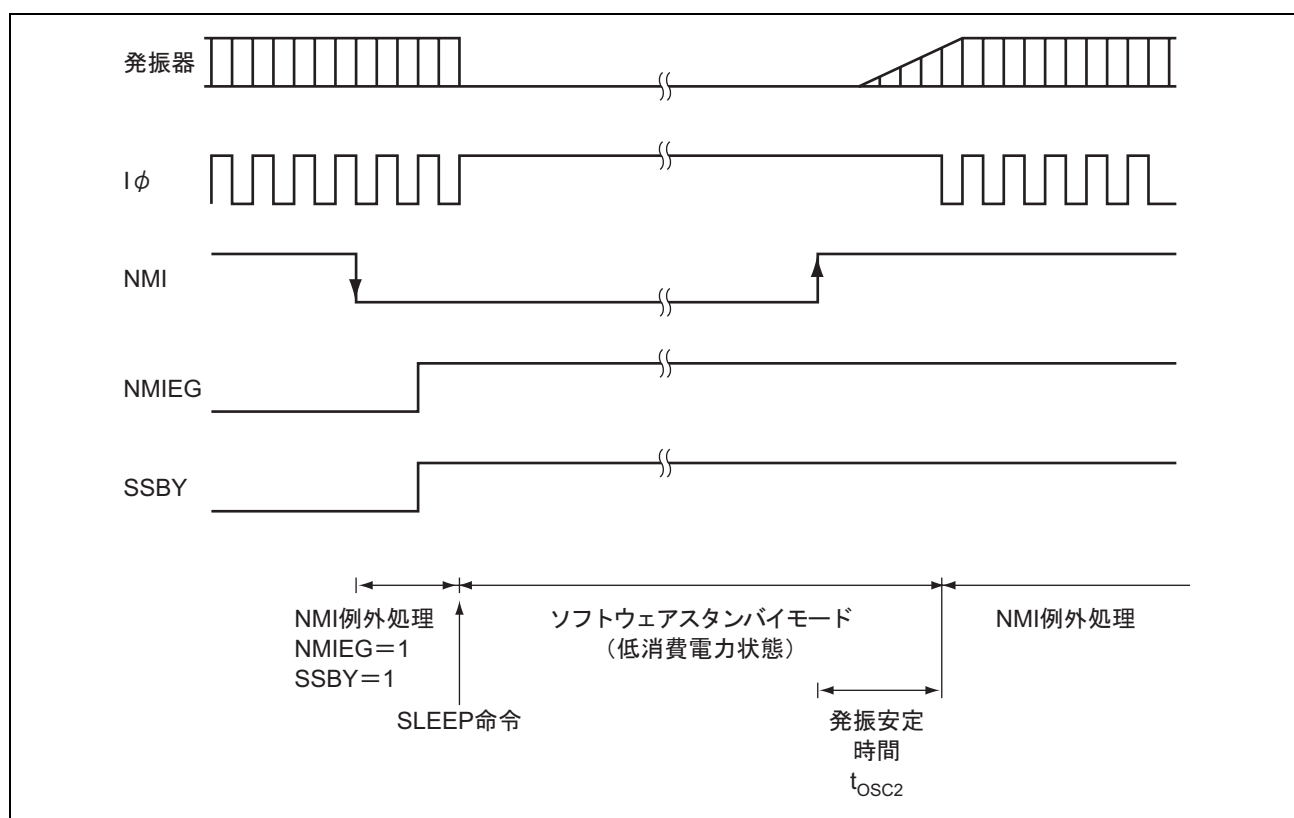 発振器
Iφ
NMI
NMIEG
SSBY
NMI例外処理
NMIEG=1
SSBY=1
SLEEP命令
ソフトウェアスタンバイモード
(低消費電力状態)
発振安定
時間
tOSC2
NMI例外処理